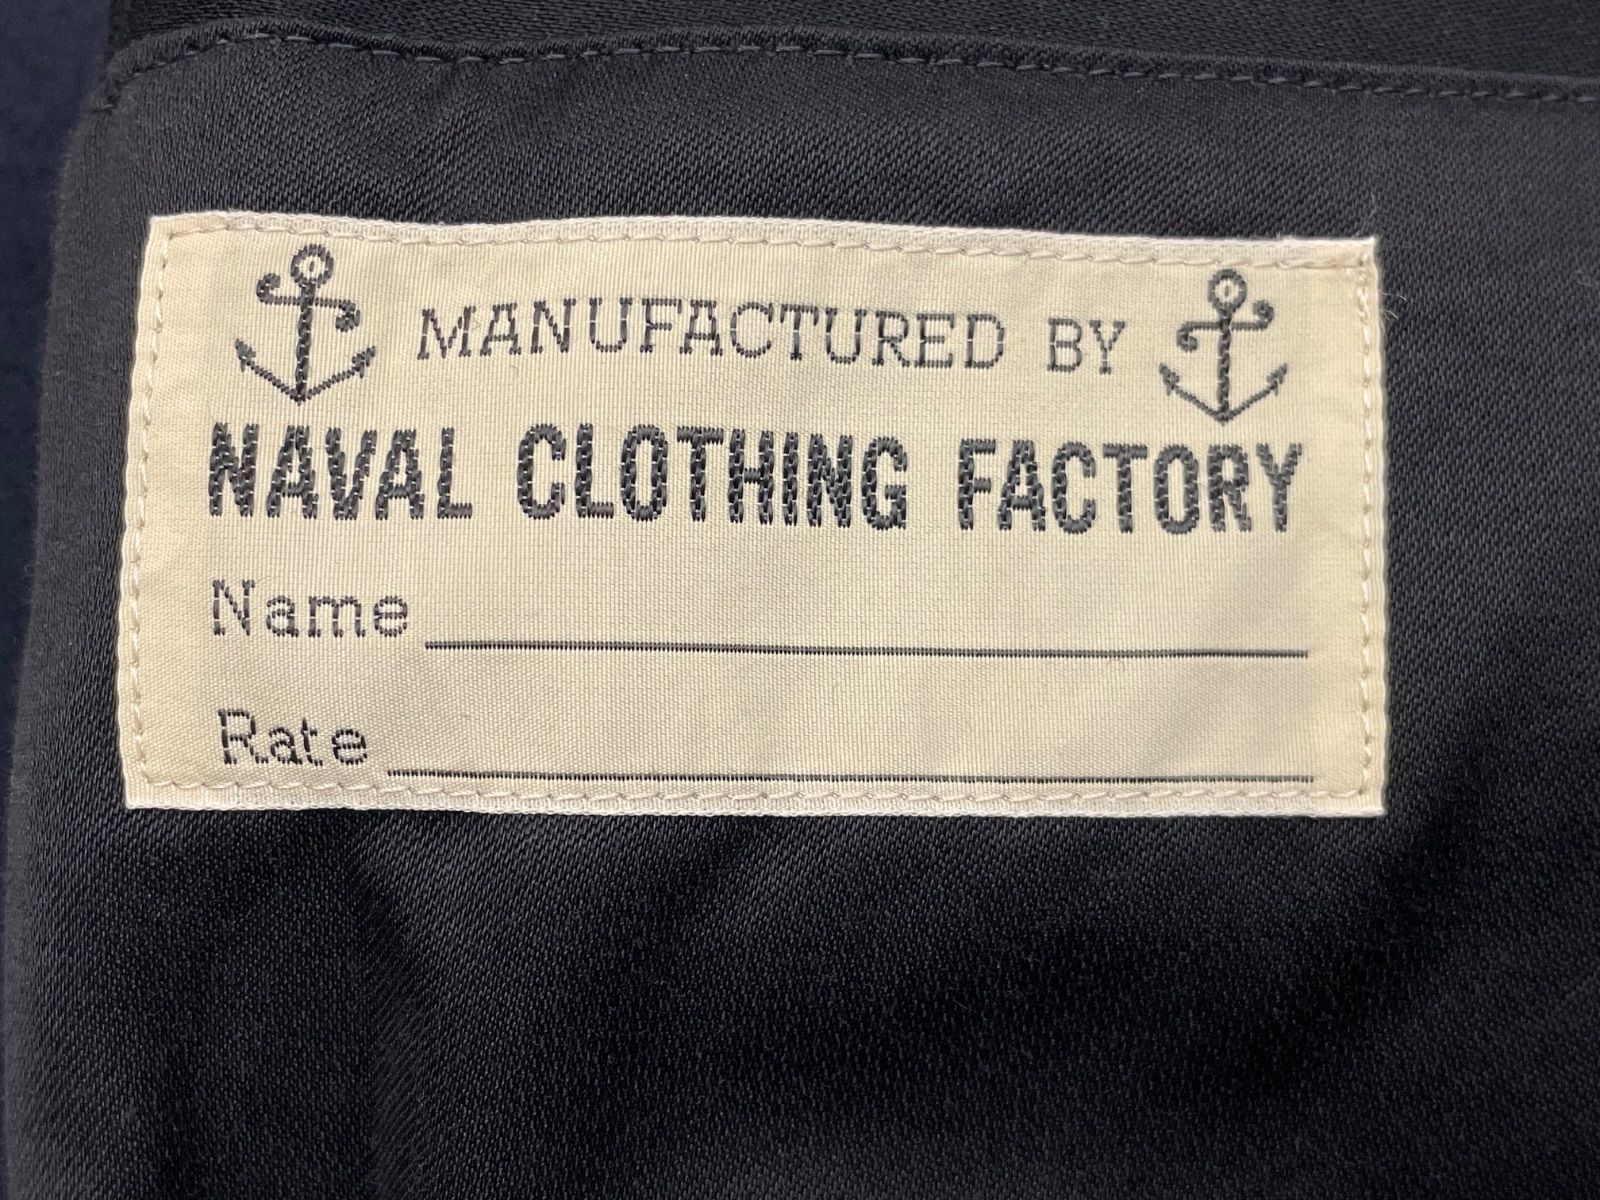 MANUFACTURED BY
NAVAL CLOTHING FACTORY
Name
Rate